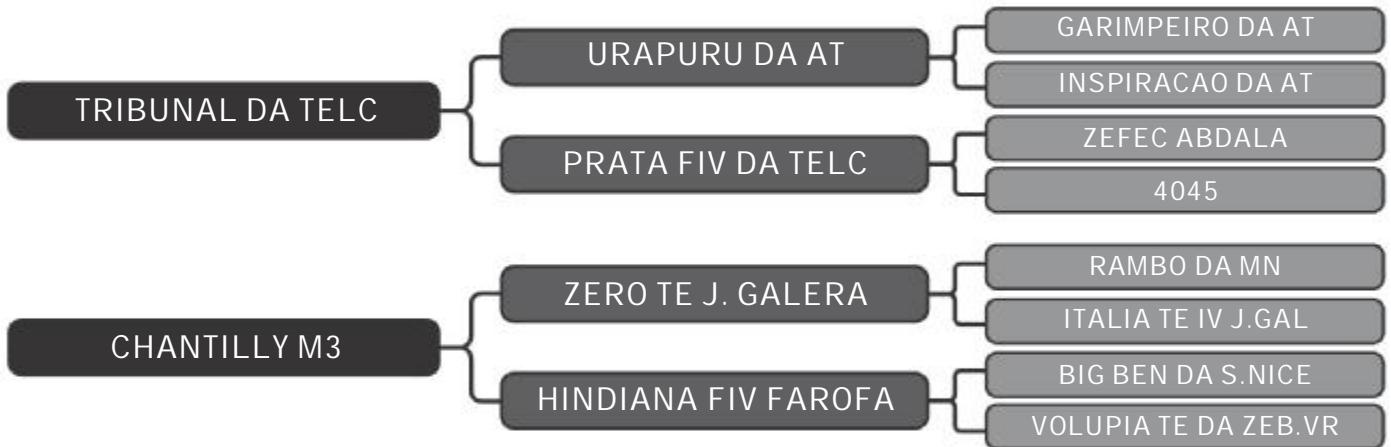 TRIBUNAL DA TELC
URAPURU DA AT
GARIMPEIRO DA AT
INSPIRACAO DA AT
PRATA FIV DA TELC
ZEFEC ABDALA
4045
CHANTILLY M3
ZERO TE J. GALERA
RAMBO DA MN
ITALIA TE IV J.GAL
HINDIANA FIV FAROFA
BIG BEN DA S.NICE
VOLUPIA TE DA ZEB.VR